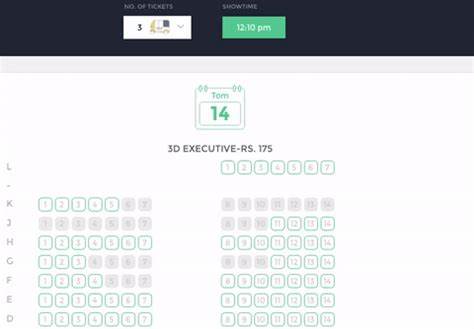 NO. OF TICKETS SHOWTIME
3 12:10 pm
Tom
14
3D EXECUTIVE-RS. 175
L 1 2 3 4 5 6 7
-
K 1 2 3 4 5 6 7 8 9 10 11 12 13 14
J 1 2 3 4 5 6 7 8 9 10 11 12 13 14
H 1 2 3 4 5 6 7 8 9 10 11 12 13 14
G 1 2 3 4 5 6 7 8 9 10 11 12 13 14
F 1 2 3 4 5 6 7 8 9 10 11 12 13 14
E 1 2 3 4 5 6 7 8 9 10 11 12 13 14
D 1 2 3 4 5 6 7 8 9 10 11 12 13 14